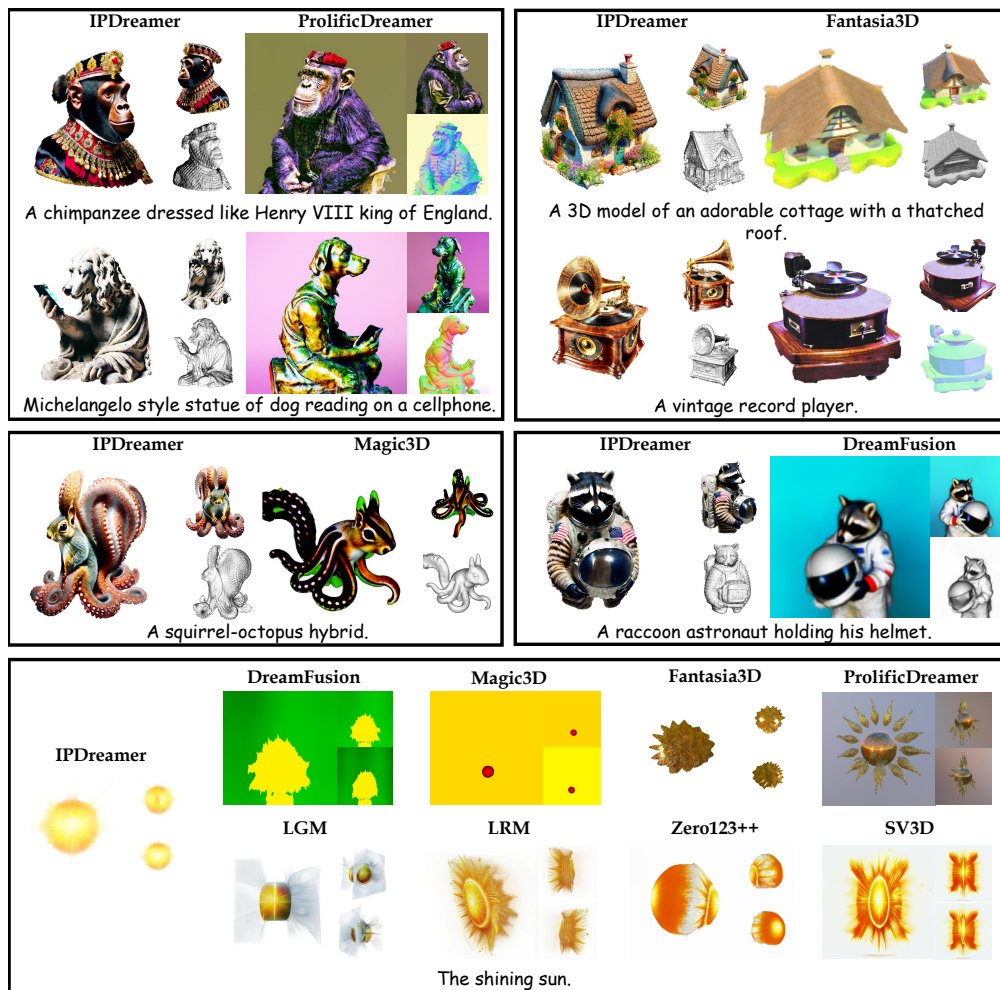 IPDreamer
ProlificDreamer
A chimpanzee dressed like Henry VIII king of England.
Michelangelo style statue of dog reading on a cellphone.
IPDreamer
Fantasia3D
A 3D model of an adorable cottage with a thatched
roof.
A vintage record player.
IPDreamer
Magic3D
A squirrel-octopus hybrid.
IPDreamer
DreamFusion
A raccoon astronaut holding his helmet.
IPDreamer
DreamFusion
Magic3D
Fantasia3D
ProlificDreamer
LGM
LRM
Zero123++
SV3D
The shining sun.